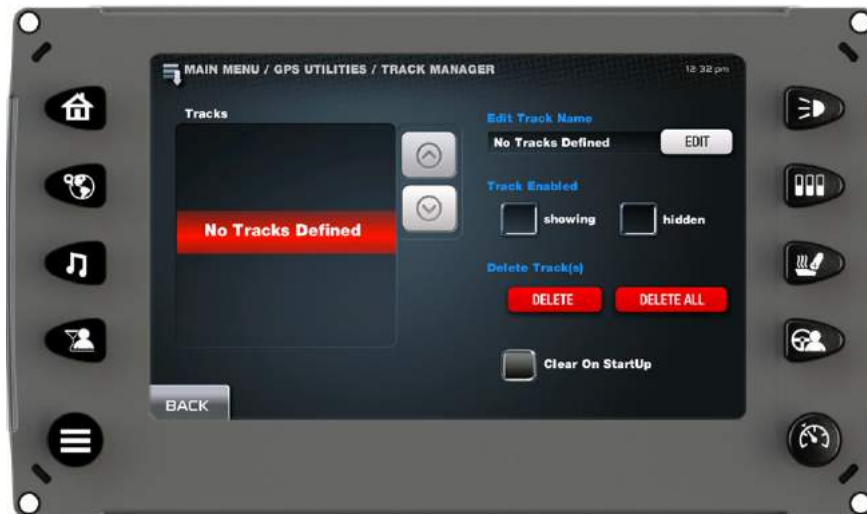 MAIN MENU / GPS UTILITIES / TRACK MANAGER
12:32 pm
Tracks
No Tracks Defined
Edit Track Name
No Tracks Defined
EDIT
Track Enabled
showing
hidden
Delete Track(s)
DELETE
DELETE ALL
Clear On StartUp
BACK